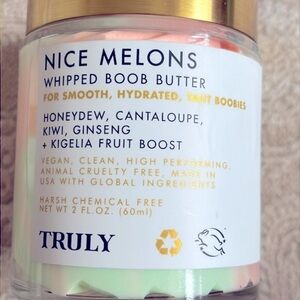 NICE MELONS
WHIPPED BOOB BUTTER
FOR SMOOTH, HYDRATED, TAUT BOOBIES
HONEYDEW, CANTALOUPE,
KIWI, GINSENG
+ KIGELIA FRUIT BOOST
VEGAN, CLEAN, HIGH PERFORMING,
ANIMAL CRUELTY FREE, MADE IN
USA WITH GLOBAL INGREDIENTS
HARSH CHEMICAL FREE
NET WT 2 FL.OZ. (60ml)
TRULY